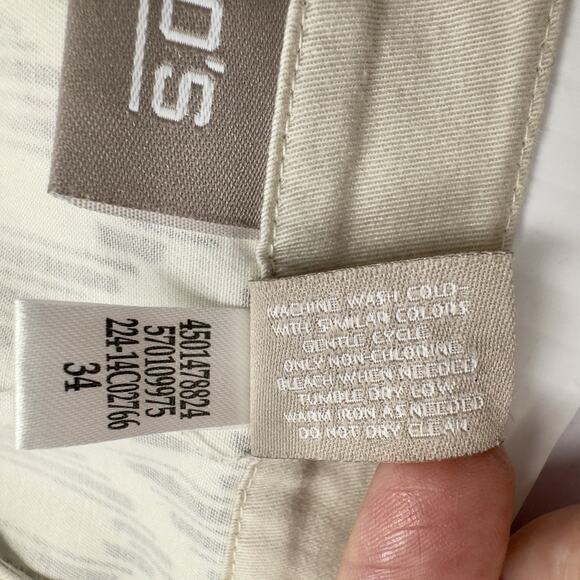 O'S
4501478824
570109975
224-14C02766
34
MACHINE WASH, COLD-
WITH SIMILAR COLORS
GENTLE CYCLE
ONLY NON-CHLORINE
BLEACH WHEN NEEDED
TUMBLE DRY LOW
WARM IRON AS NEEDED
DO NOT DRY CLEAN